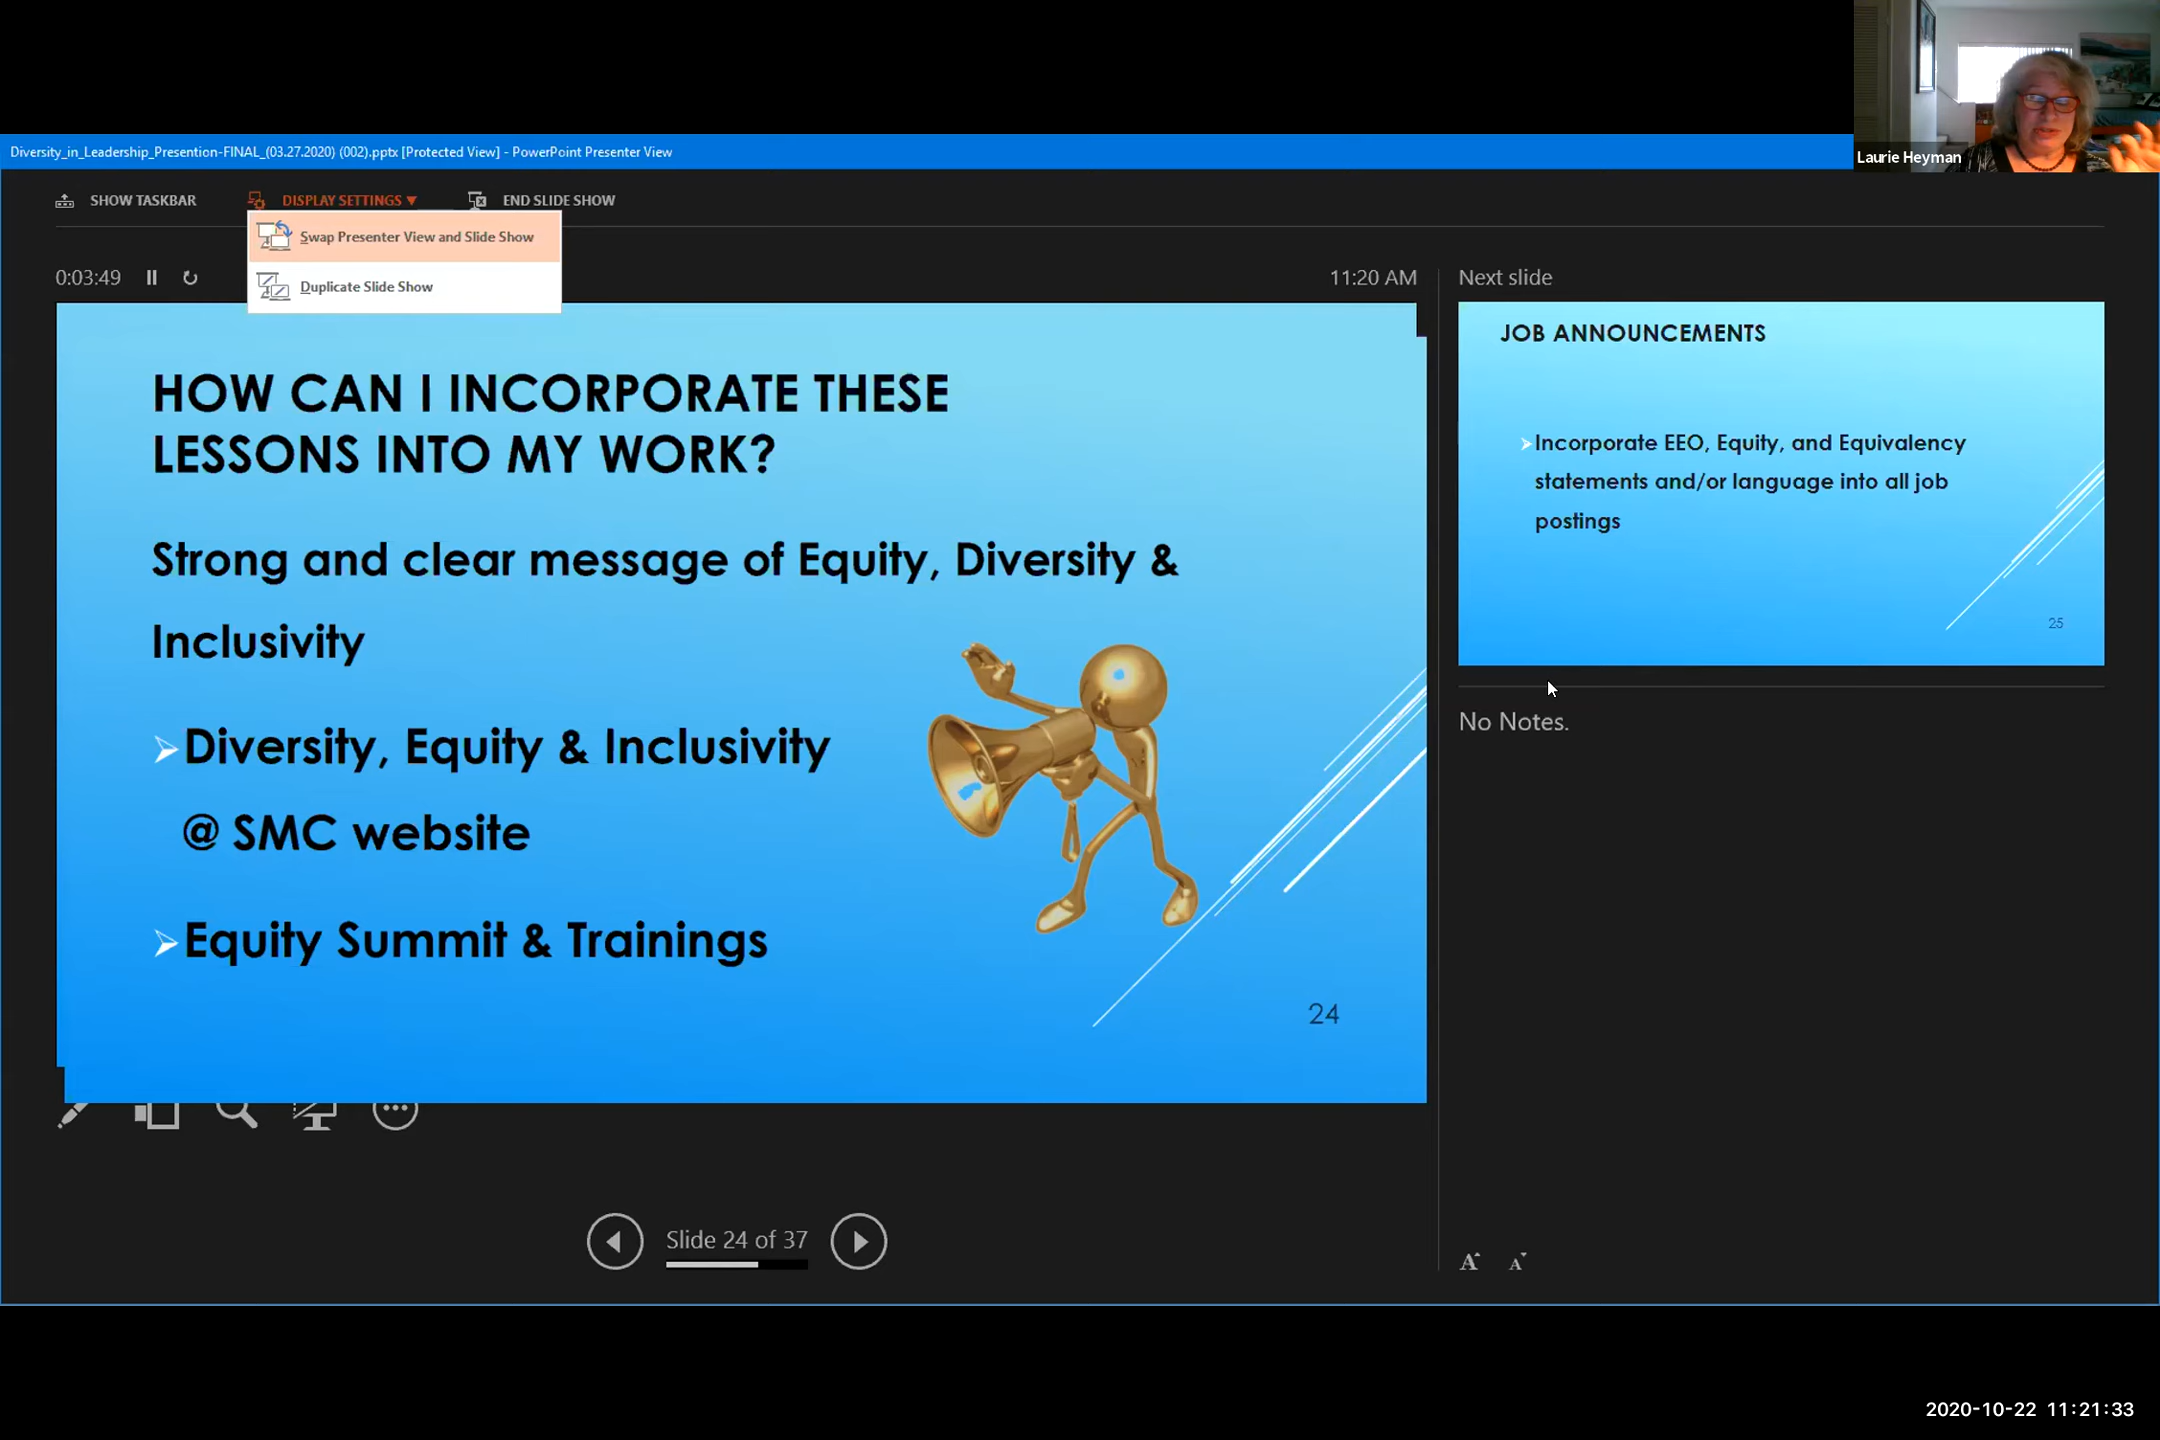 Laurie Heyman
Diversity_in_Leadership_Presention-FINAL_(03.27.2020) (002).pptx [Protected View] - PowerPoint Presenter View
SHOW TASKBAR
DISPLAY SETTINGS ▼
END SLIDE SHOW
Swap Presenter View and Slide Show
Duplicate Slide Show
0:03:49
11:20 AM
HOW CAN I INCORPORATE THESE
LESSONS INTO MY WORK?
Strong and clear message of Equity, Diversity &
Inclusivity
➢Diversity, Equity & Inclusivity
@ SMC website
➢Equity Summit & Trainings
24
Slide 24 of 37
Next slide
JOB ANNOUNCEMENTS
➢Incorporate EEO, Equity, and Equivalency
statements and/or language into all job
postings
25
No Notes.
A A
2020-10-22 11:21:33